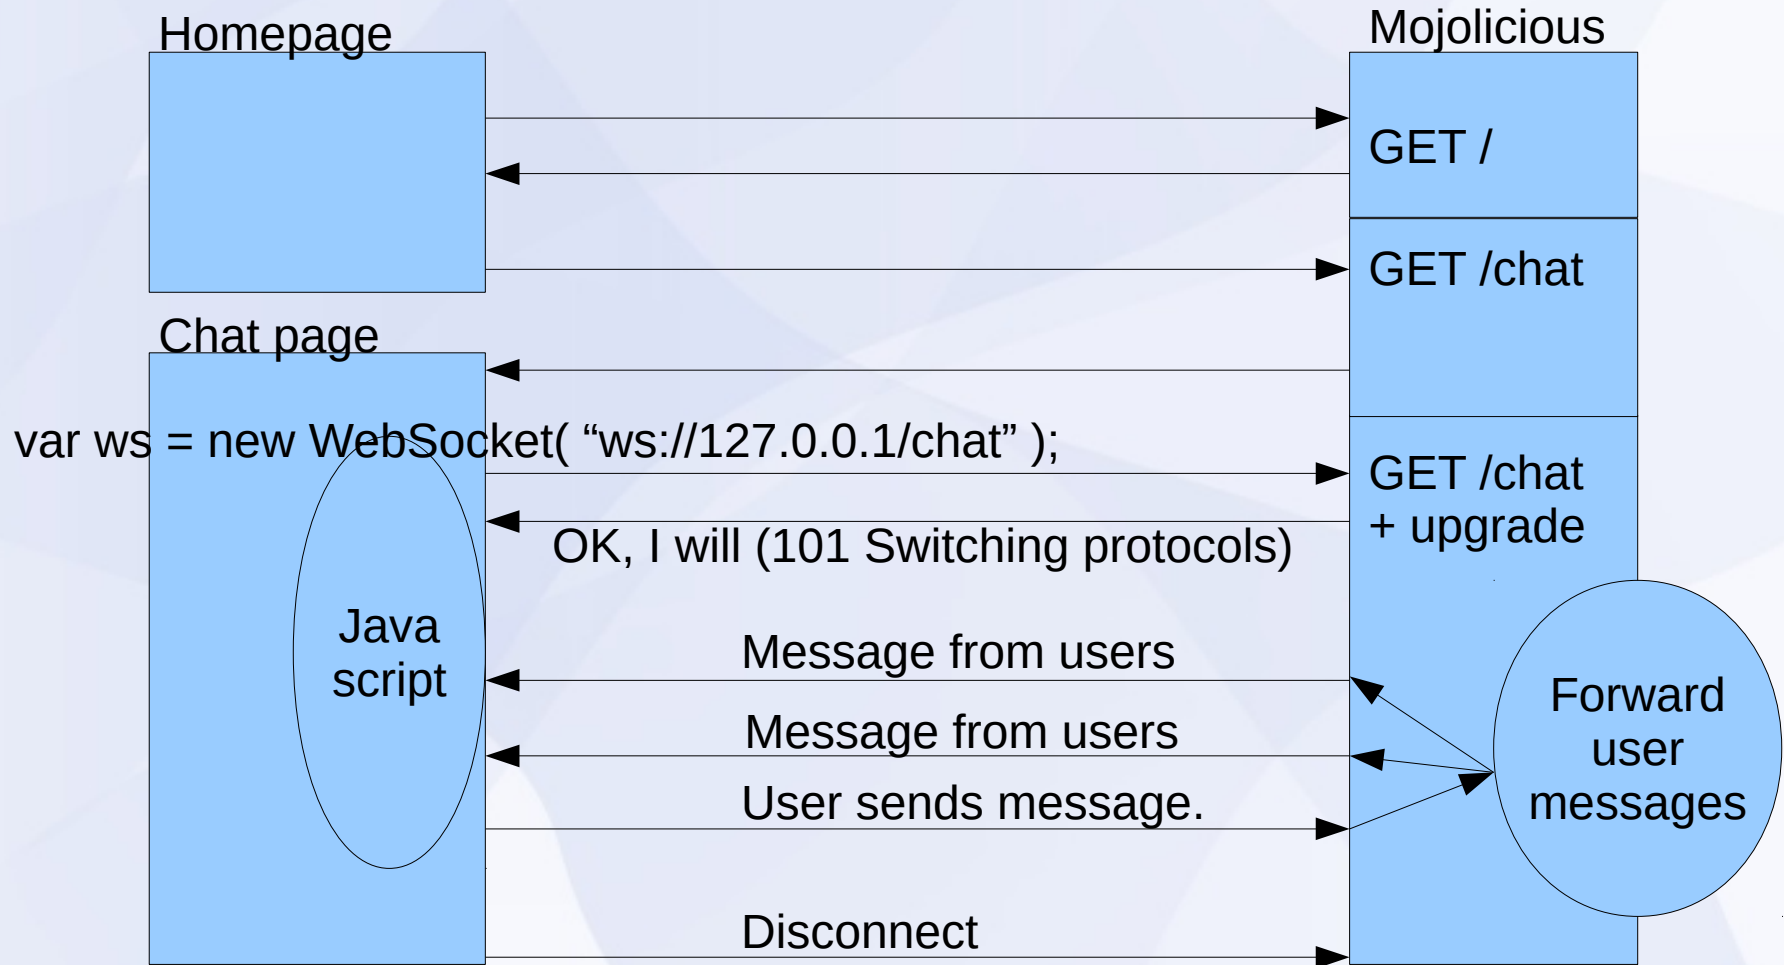 Homepage
Mojolicious
GET /
GET /chat
Chat page
var ws = new WebSocket( “ws://127.0.0.1/chat” );
GET /chat
+ upgrade
OK, I will (101 Switching protocols)
Java
script
Message from users
Message from users
User sends message.
Forward
user
messages
Disconnect